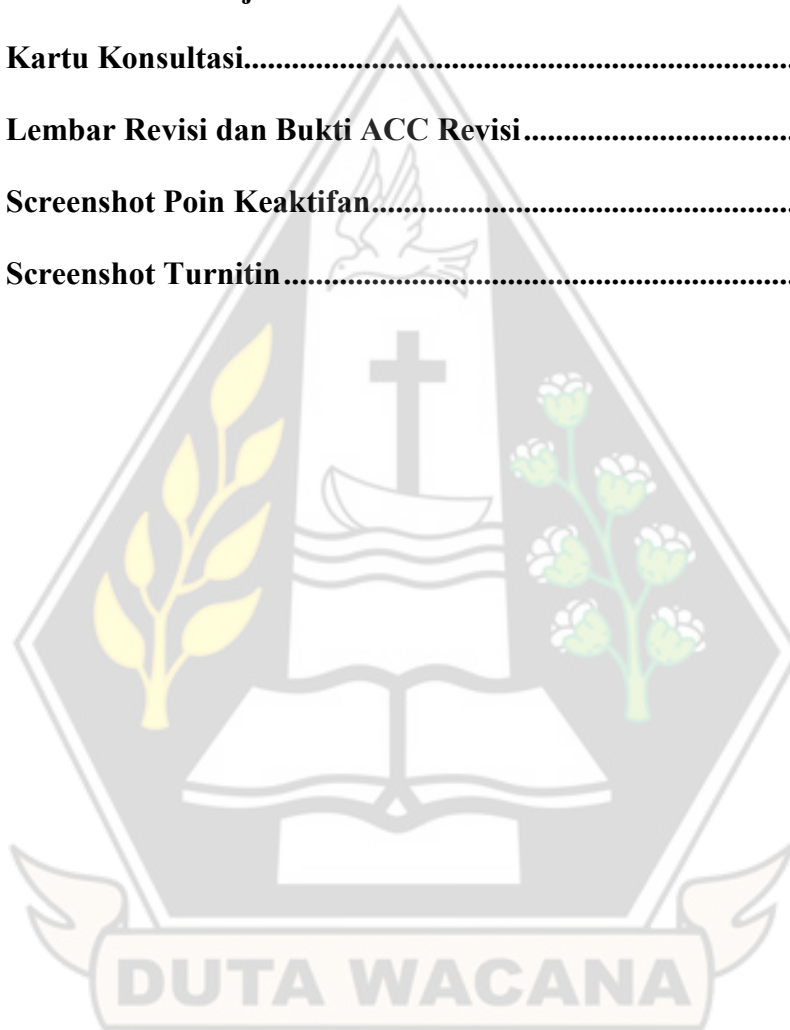 Kartu Konsultasi......................................................................
Lembar Revisi dan Bukti ACC Revisi..................................
Screenshot Poin Keaktifan.....................................................
Screenshot Turnitin................................................................
DUTA WACANA